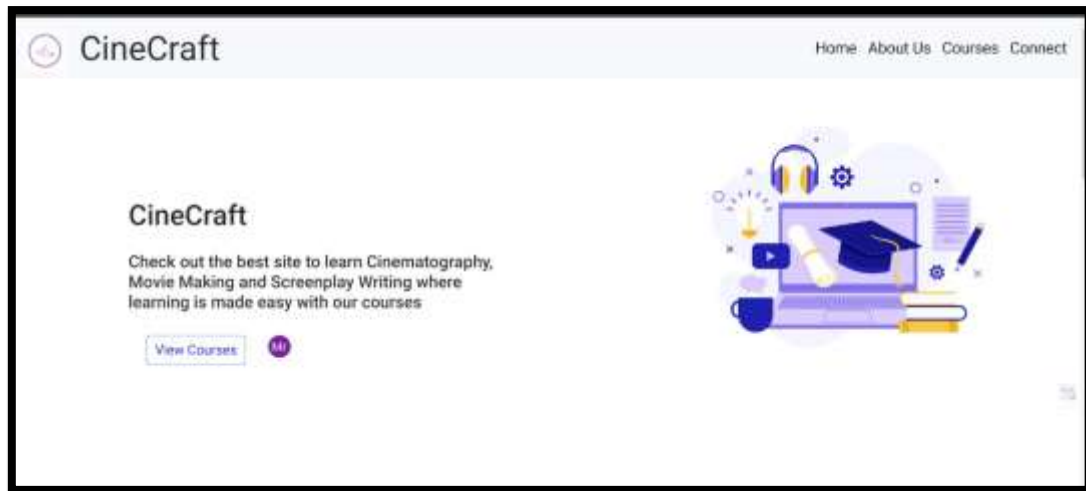 CineCraft
Home About Us Courses Connect
CineCraft
Check out the best site to learn Cinematography,
Movie Making and Screenplay Writing where
learning is made easy with our courses
View Courses